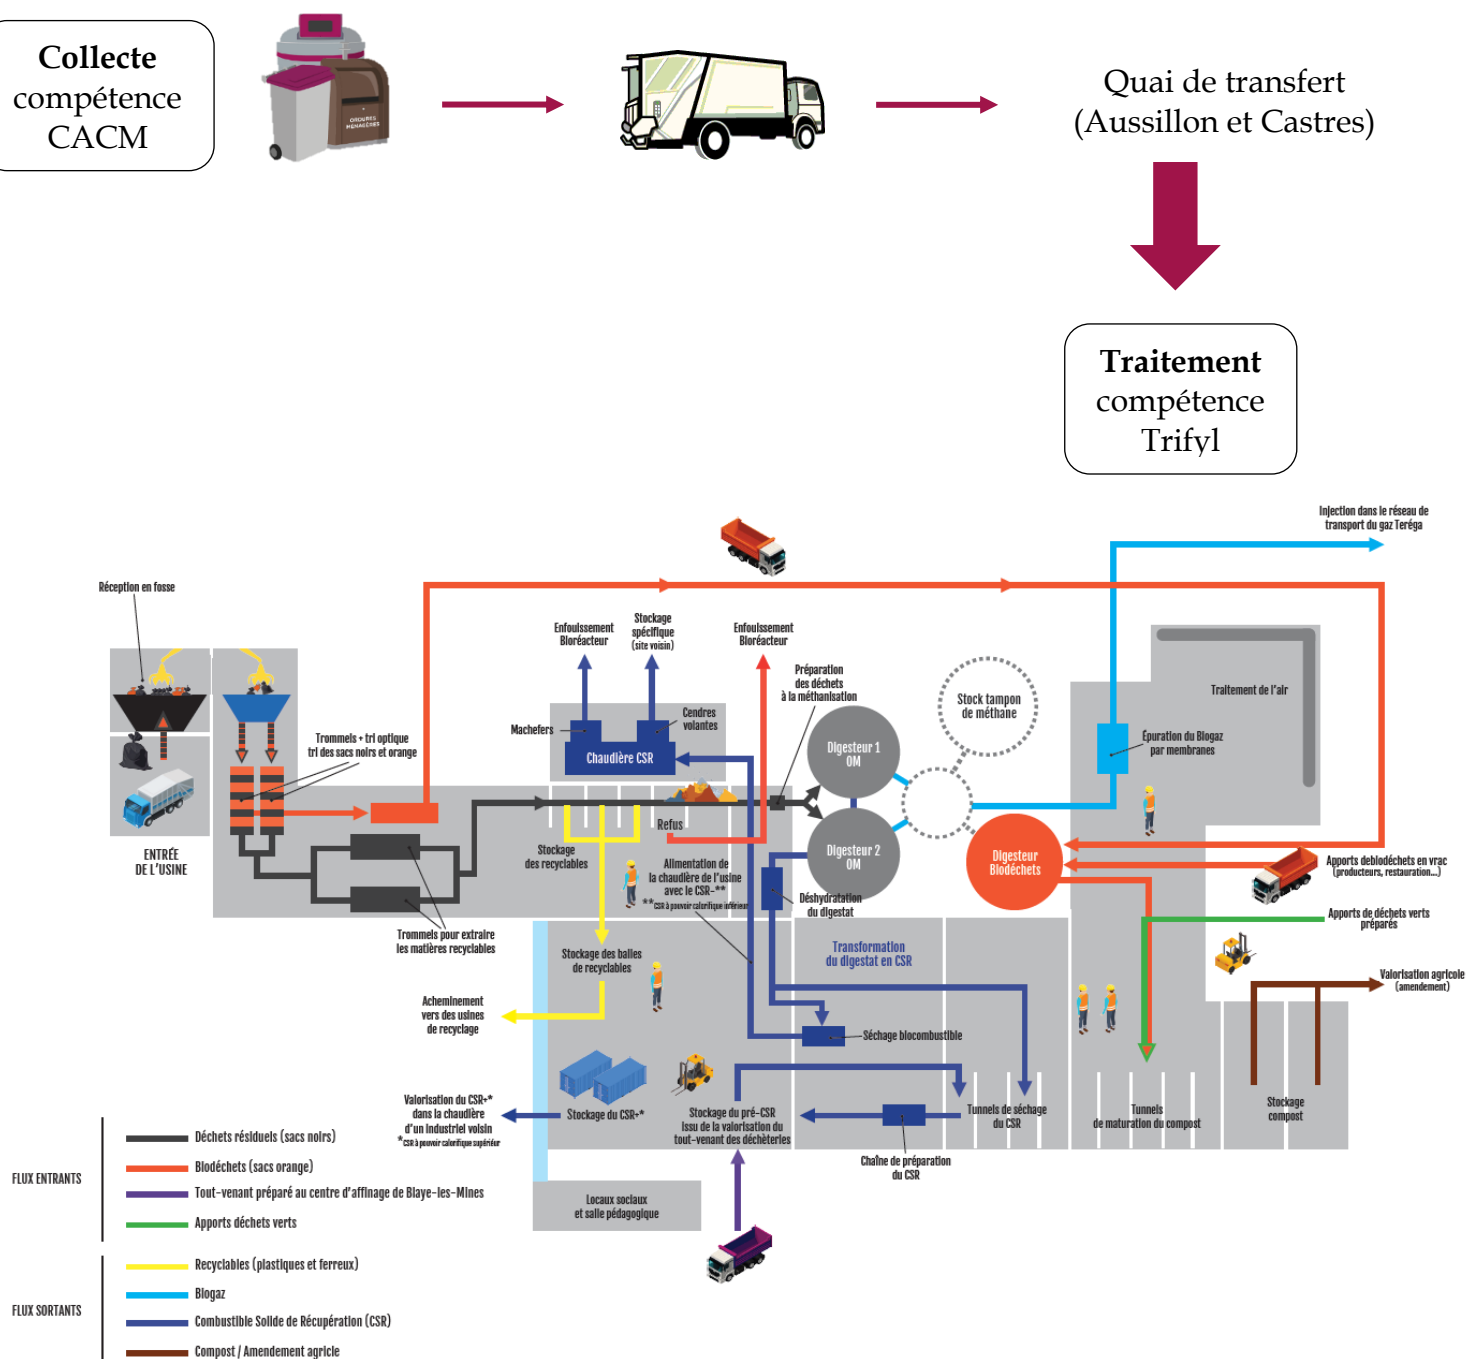 Collecte
compétence
CACM
ORDURES
MENAGÈRES
Quai de transfert
(Aussillon et Castres)
Traitement
compétence
Trifyl
Injection dans le réseau de
transport du gaz Teréga
Réception en fosse
Enfouissement
Bioréacteur
Stockage
spécifique
(site voisin)
Enfouissement
Bioréacteur
Préparation
des déchets
à la méthanisation
Stock tampon
de méthane
Traitement de l'air
Machefers
Cendres
volantes
Chaudière CSR
Trommels + tri optique
tri des sacs noirs et orange
Digesteur 1
OM
Épuration du Biogaz
par membranes
ENTRÉE
DE L'USINE
Refus
Stockage
des recyclables
Alimentation de
la chaudière de l'usine
avec le CSR-**
**CSR à pouvoir calorifique inférieur
Digesteur 2
OM
Digesteur
Biodéchets
Apports debiodéchets en vrac
(producteurs, restauration...)
Déshydratation
du digestat
Apports de déchets verts
préparés
Trommels pour extraire
les matières recyclables
Stockage des balles
de recyclables
Transformation
du digestat en CSR
Valorisation agricole
(amendement)
Acheminement
vers des usines
de recyclage
Séchage biocombustible
Valorisation du CSR+*
dans la chaudière
d'un industriel voisin
*CSR à pouvoir calorifique supérieur
Stockage du CSR+*
Stockage du pré-CSR
issu de la valorisation du
tout-venant des déchèteries
Tunnels de séchage
du CSR
Tunnels
de maturation du compost
Stockage
compost
Chaîne de préparation
du CSR
Locaux sociaux
et salle pédagogique
FLUX ENTRANTS
Déchets résiduels (sacs noirs)
Biodéchets (sacs orange)
Tout-venant préparé au centre d'affinage de Blaye-les-Mines
Apports déchets verts
FLUX SORTANTS
Recyclables (plastiques et ferreux)
Biogaz
Combustible Solide de Récupération (CSR)
Compost / Amendement agricle